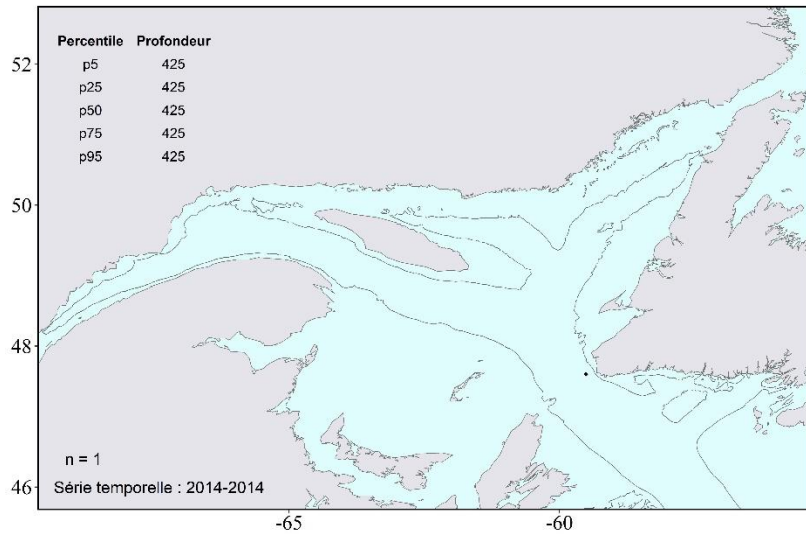 Percentile Profondeur
p5 425
p25 425
p50 425
p75 425
p95 425
52
50
48
46
n = 1
Série temporelle : 2014-2014
-65 -60